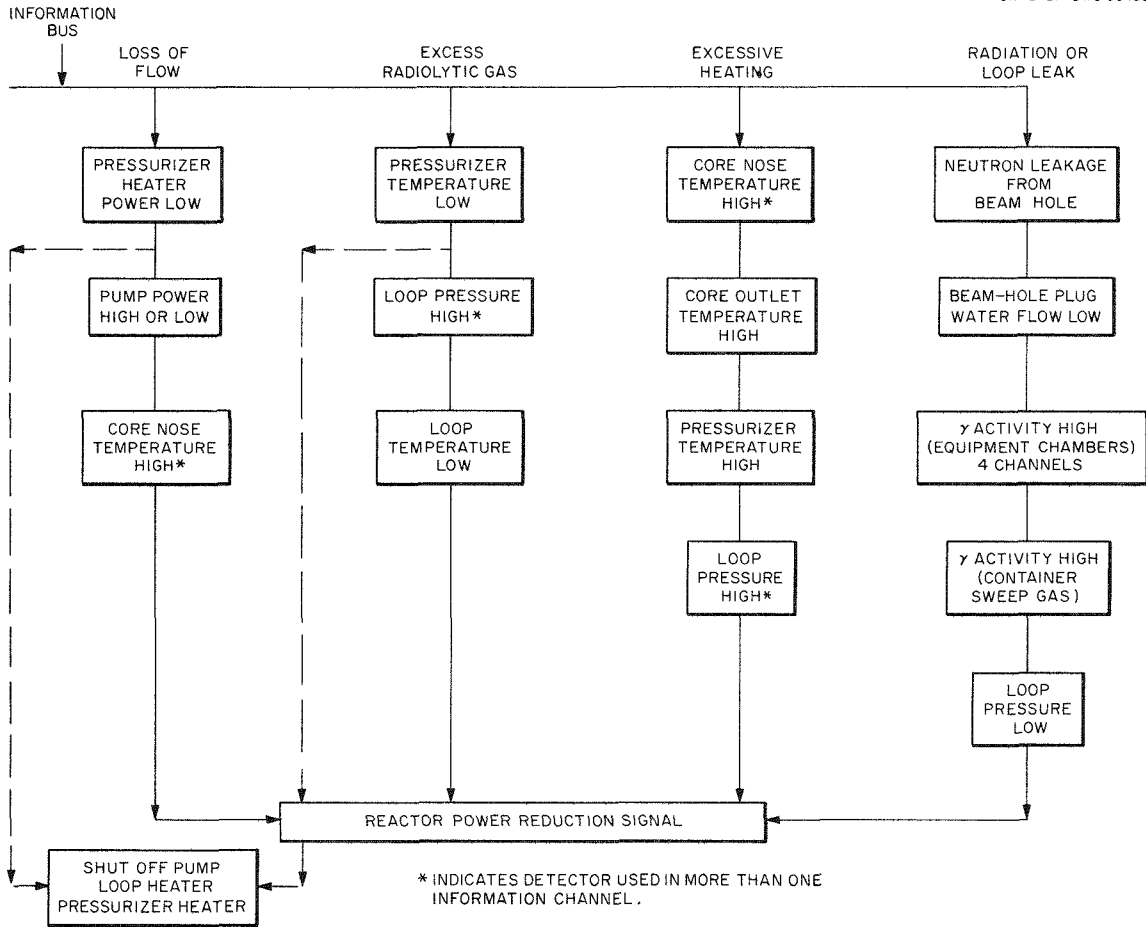 INFORMATION
BUS
LOSS OF
FLOW
EXCESS
RADIOLYTIC GAS
EXCESSIVE
HEATING
RADIATION OR
LOOP LEAK
PRESSURIZER
HEATER
POWER LOW
PRESSURIZER
TEMPERATURE
LOW
CORE NOSE
TEMPERATURE
HIGH*
NEUTRON LEAKAGE
FROM
BEAM HOLE
PUMP POWER
HIGH OR LOW
LOOP PRESSURE
HIGH*
CORE OUTLET
TEMPERATURE
HIGH
BEAM-HOLE PLUG
WATER FLOW LOW
CORE NOSE
TEMPERATURE
HIGH*
LOOP
TEMPERATURE
LOW
PRESSURIZER
TEMPERATURE
HIGH
γ ACTIVITY HIGH
(EQUIPMENT CHAMBERS)
4 CHANNELS
LOOP
PRESSURE
HIGH*
γ ACTIVITY HIGH
(CONTAINER
SWEEP GAS)
LOOP
PRESSURE
LOW
REACTOR POWER REDUCTION SIGNAL
SHUT OFF PUMP
LOOP HEATER
PRESSURIZER HEATER
* INDICATES DETECTOR USED IN MORE THAN ONE
INFORMATION CHANNEL.